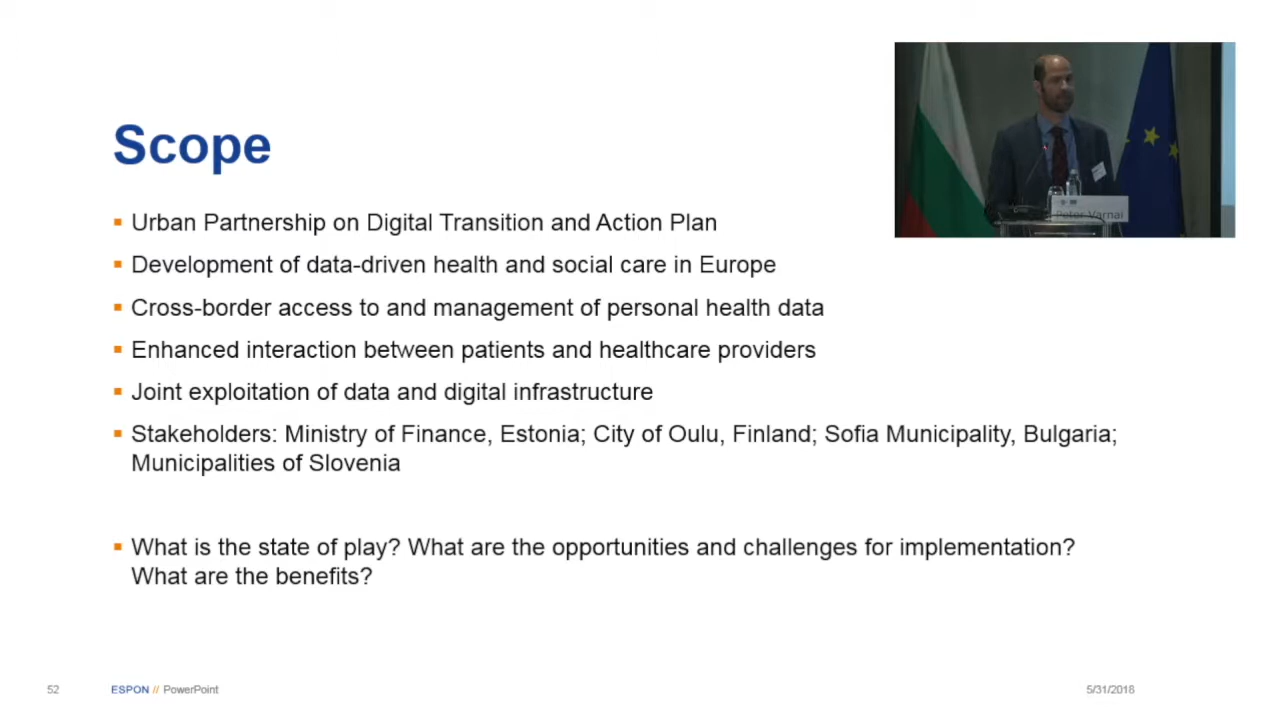 Scope
Urban Partnership on Digital Transition and Action Plan
Development of data-driven health and social care in Europe
Cross-border access to and management of personal health data
Enhanced interaction between patients and healthcare providers
Joint exploitation of data and digital infrastructure
Stakeholders: Ministry of Finance, Estonia; City of Oulu, Finland; Sofia Municipality, Bulgaria;
Municipalities of Slovenia
What is the state of play? What are the opportunities and challenges for implementation?
What are the benefits?
Peter Varnai
52
ESPON // PowerPoint
5/31/2018